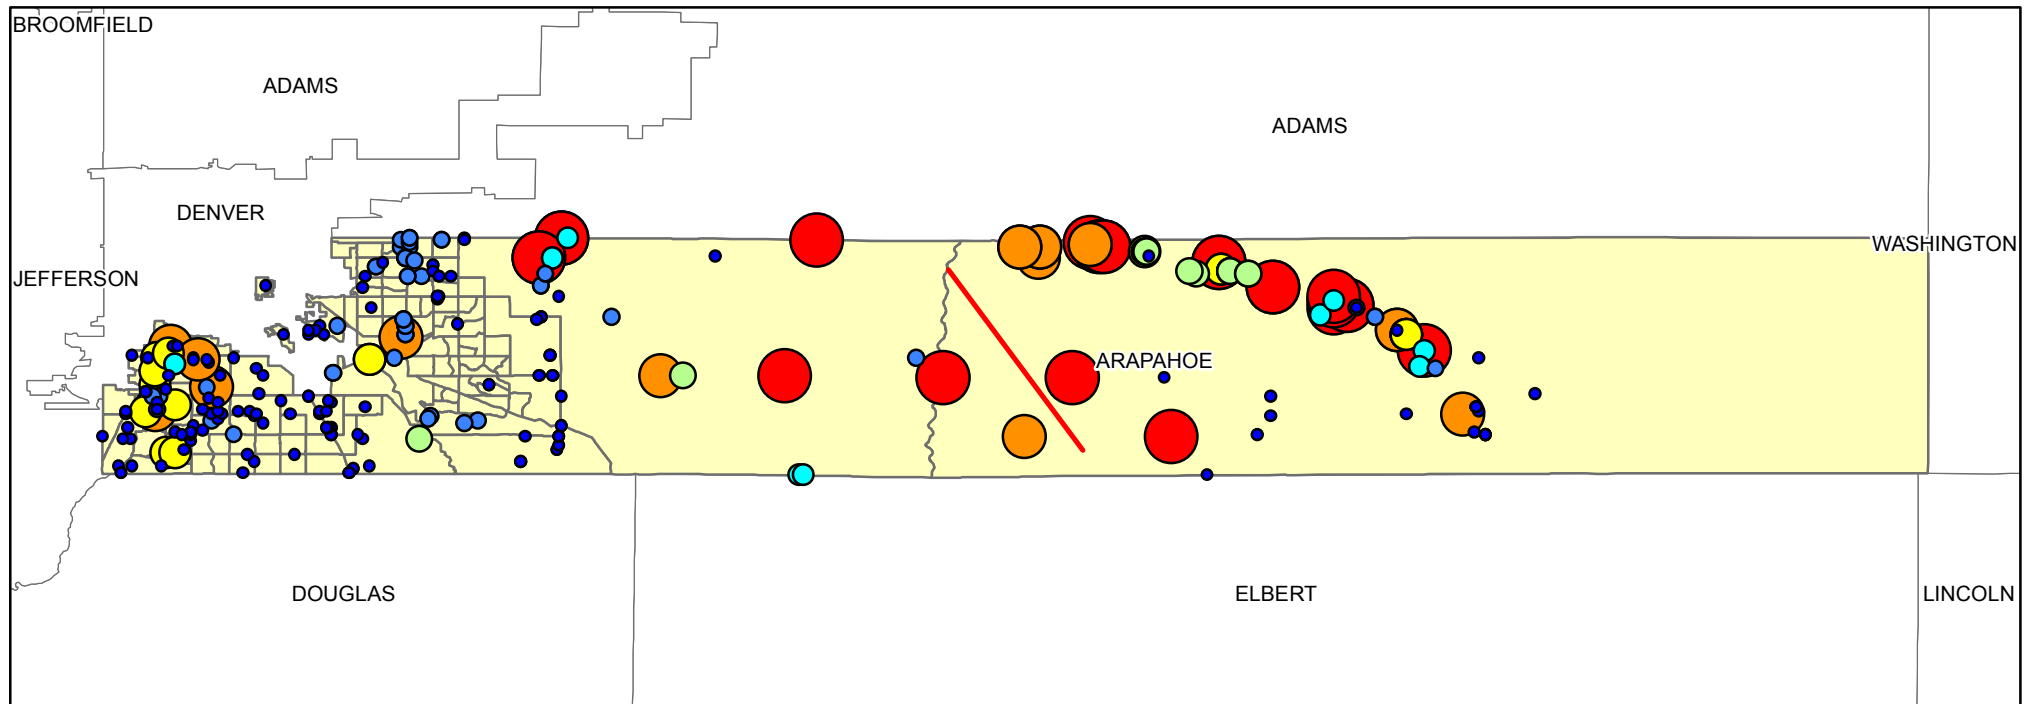 BROOMFIELD
ADAMS
ADAMS
DENVER
WASHINGTON
JEFFERSON
ARAPAHOE
DOUGLAS
ELBERT
LINCOLN